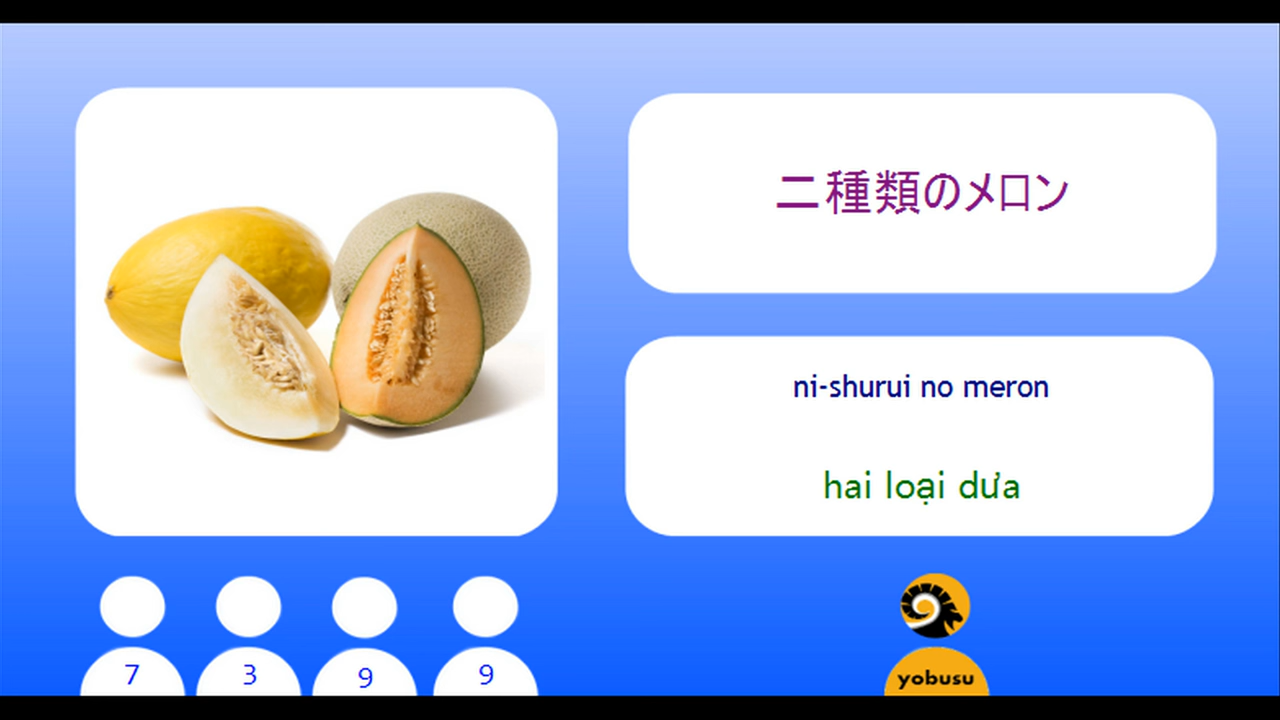 二種類のメロン
ni-shurui no meron
hai loại dưa
7 3 9 9
yobusu